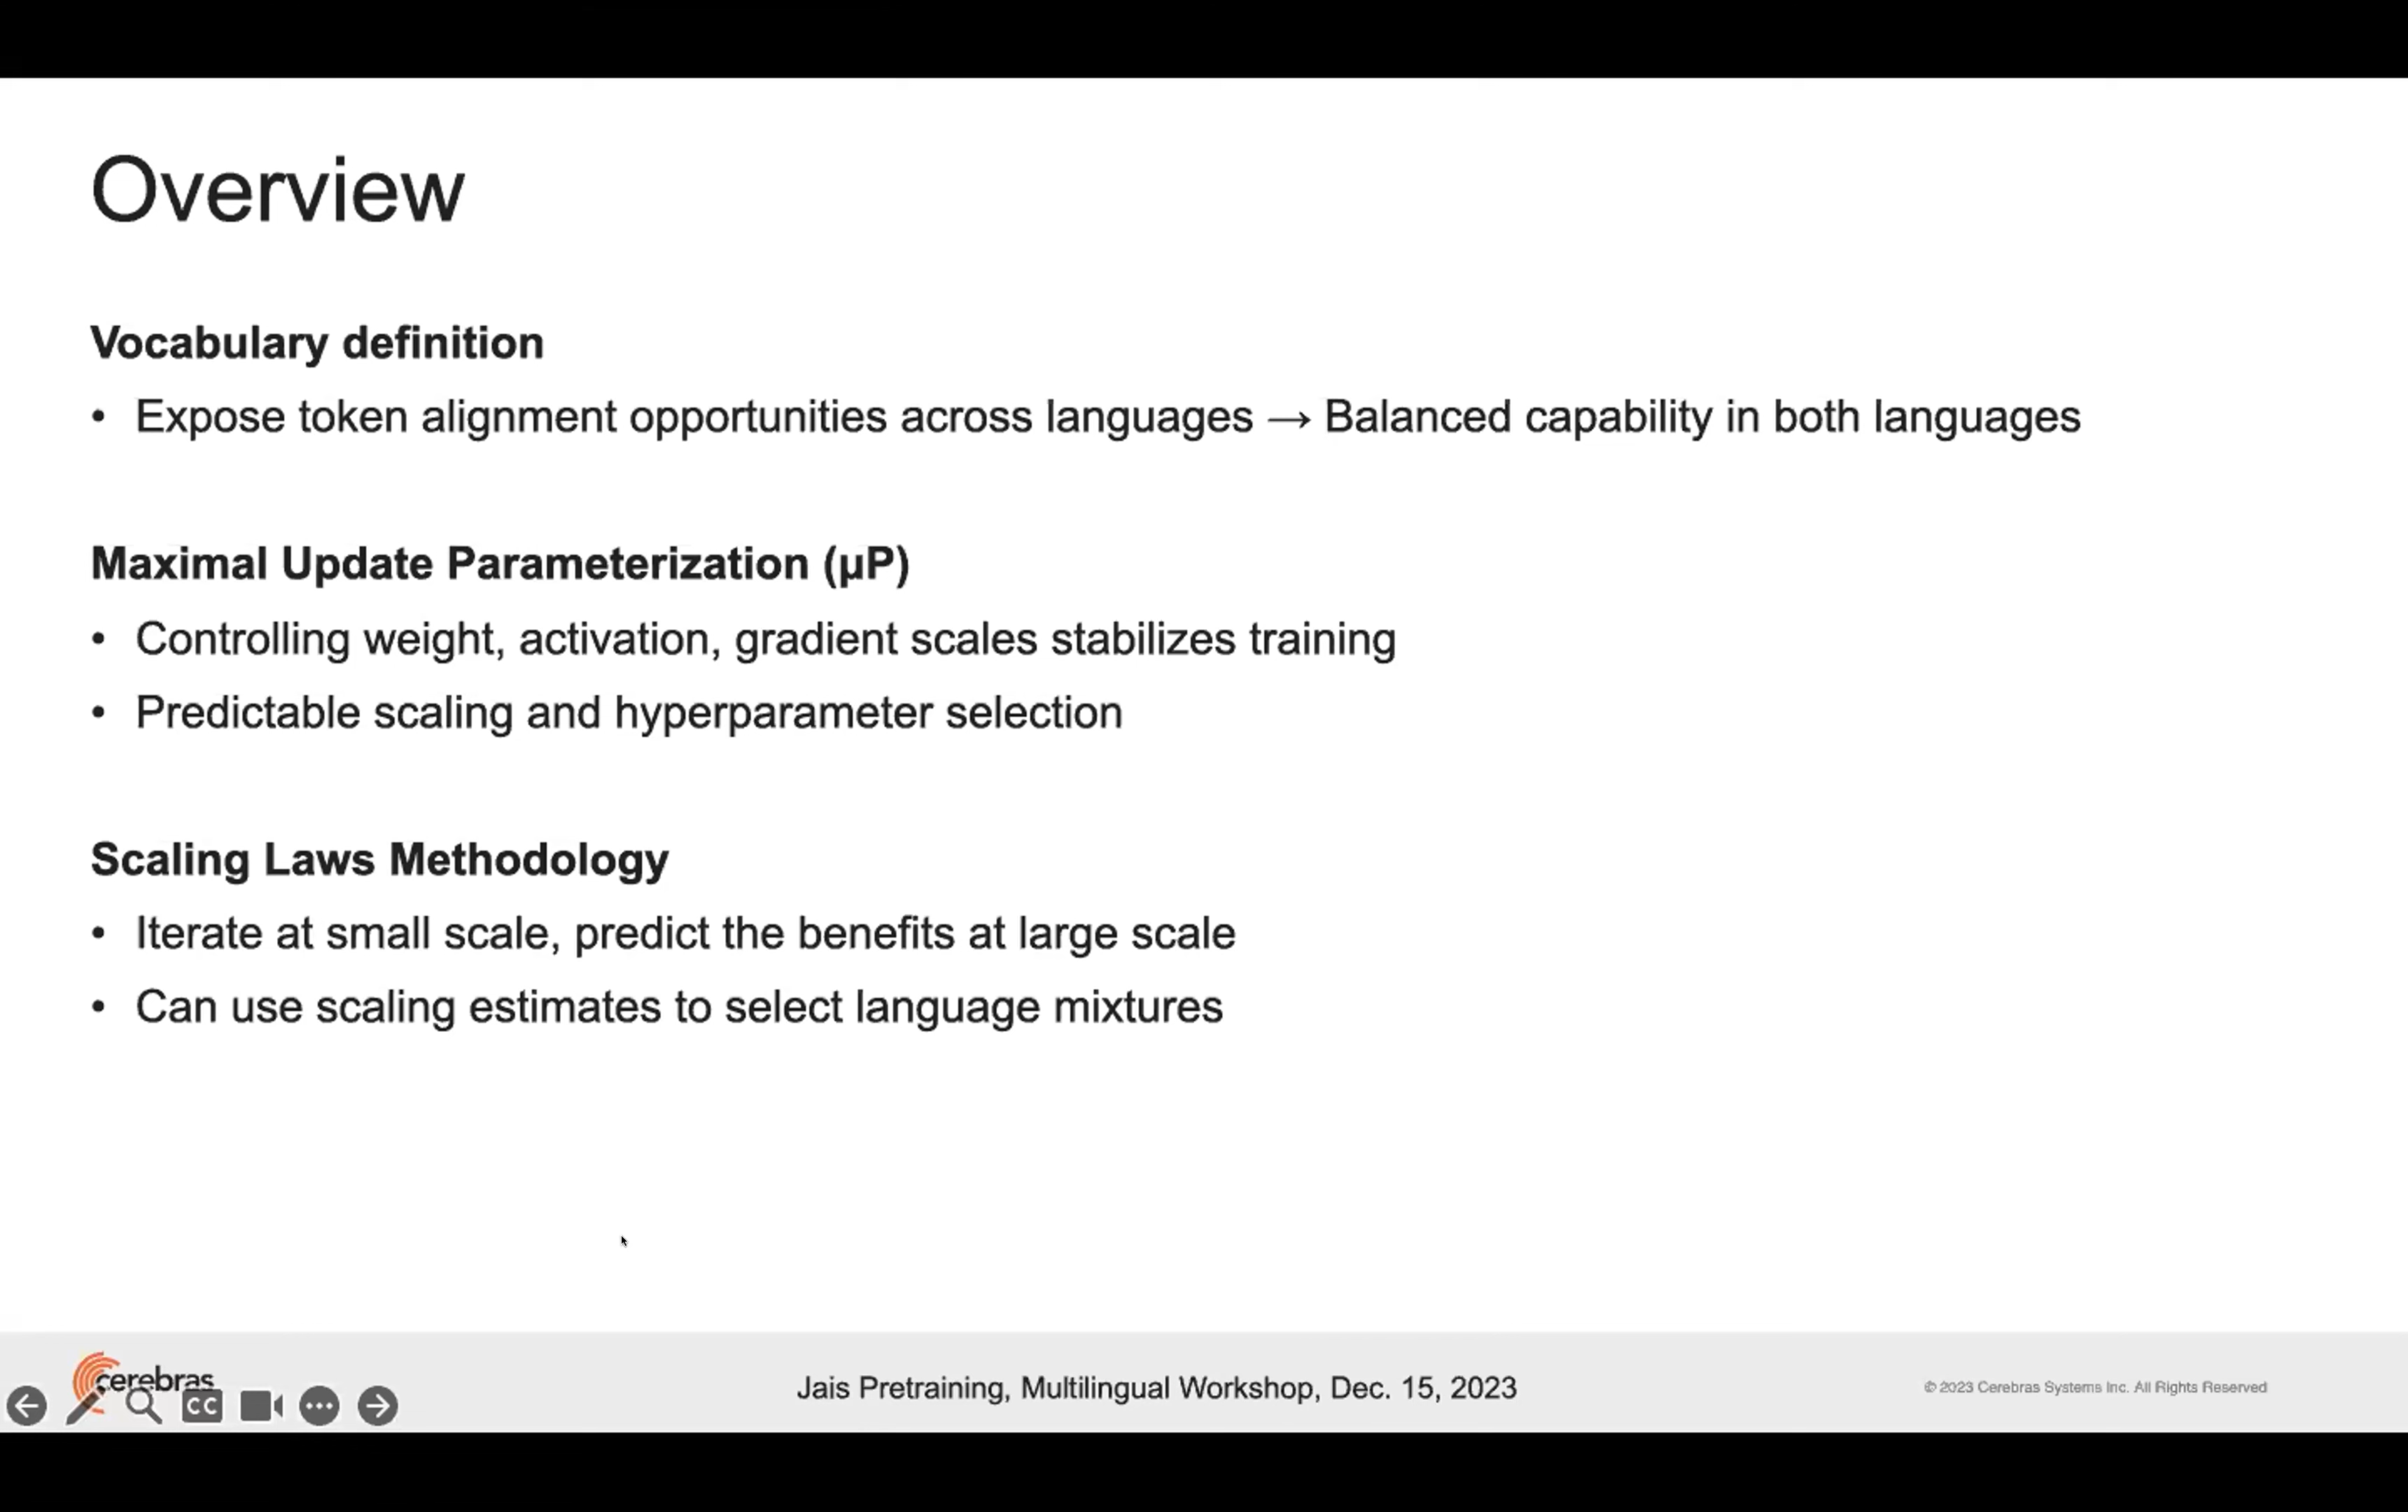 Overview
Vocabulary definition
• Expose token alignment opportunities across languages → Balanced capability in both languages
Maximal Update Parameterization (µP)
• Controlling weight, activation, gradient scales stabilizes training
• Predictable scaling and hyperparameter selection
Scaling Laws Methodology
• Iterate at small scale, predict the benefits at large scale
• Can use scaling estimates to select language mixtures
cerebras
CC
Jais Pretraining, Multilingual Workshop, Dec. 15, 2023
© 2023 Cerebras Systems Inc. All Rights Reserved